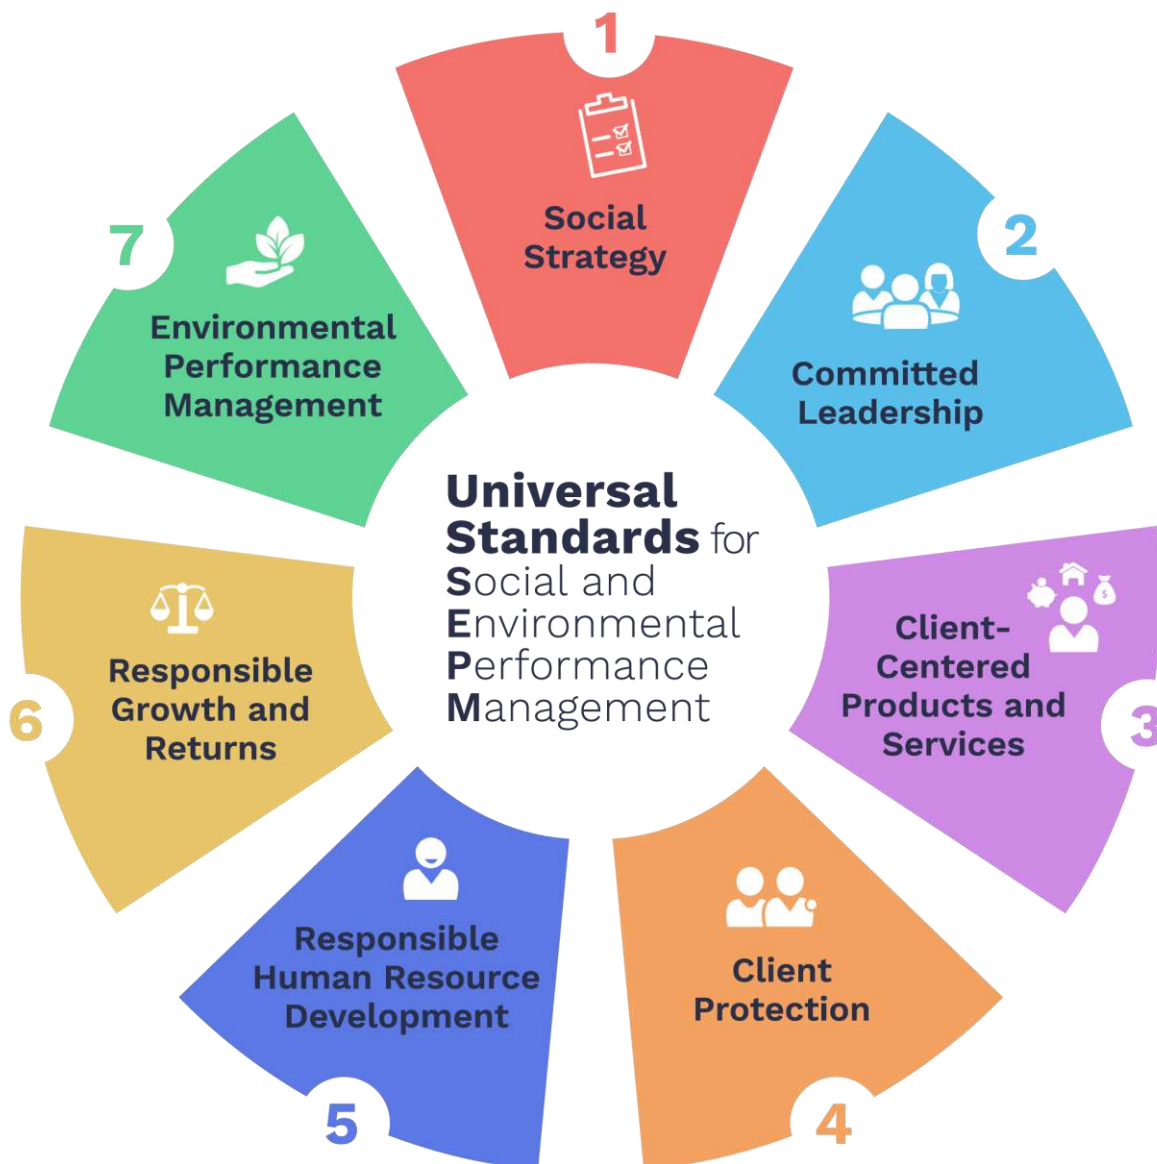 Universal
Standards for
Social and
Environmental
Performance
Management
1
Social
Strategy
2
Committed
Leadership
3
Client-
Centered
Products and
Services
4
Client
Protection
5
Responsible
Human Resource
Development
6
Responsible
Growth and
Returns
7
Environmental
Performance
Management
$